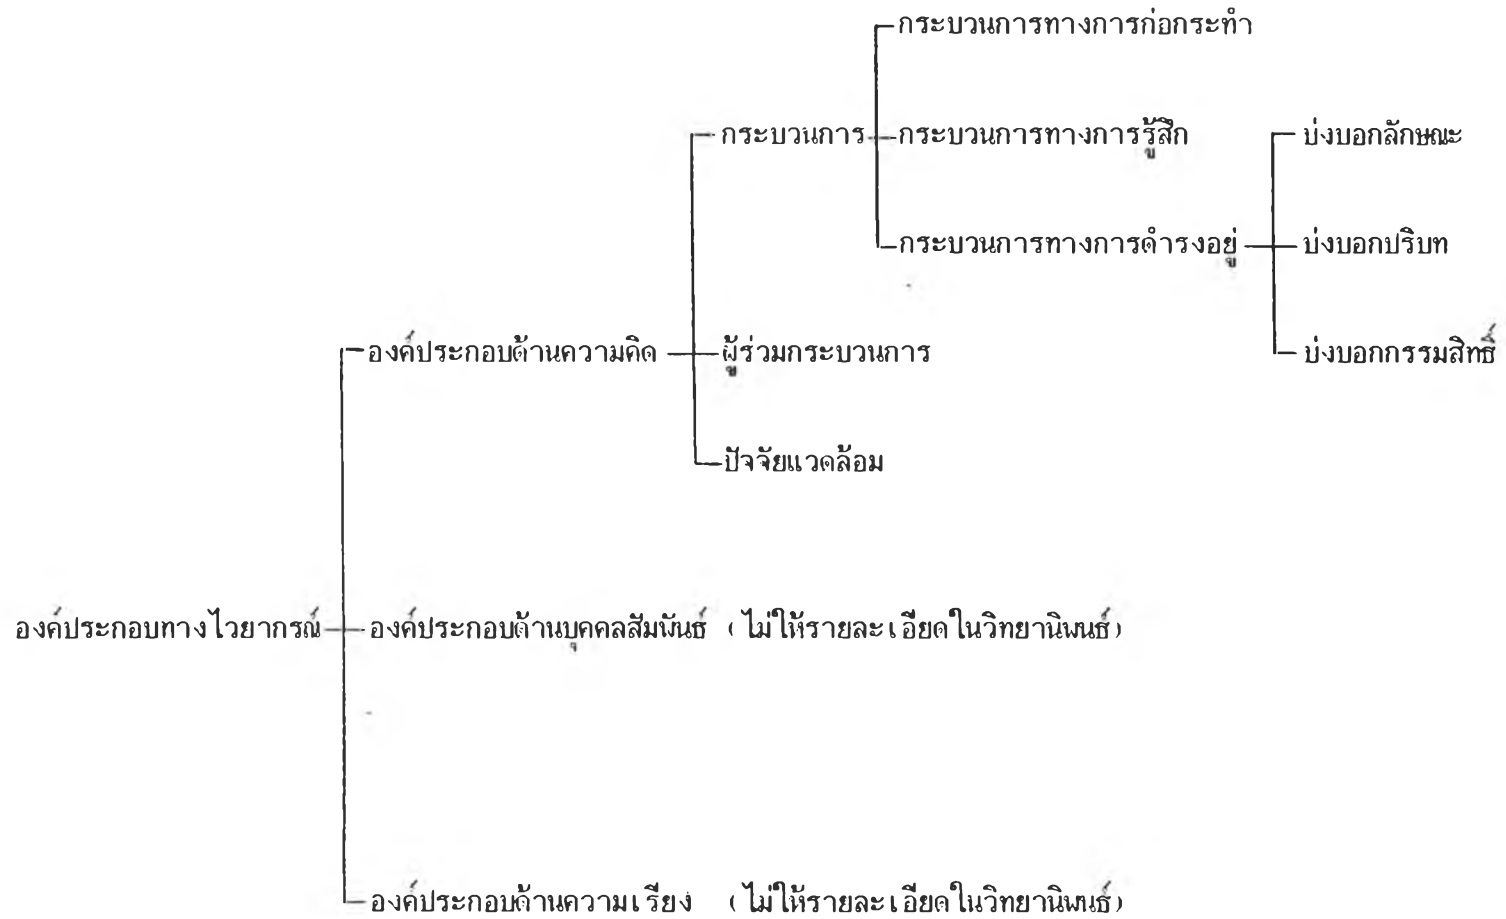 กระบวนการทางการก่อกระทำ
กระบวนการ กระบวนการทางการรู้สึก บ่งบอกลักษณะ
กระบวนการทางการดำรงอยู่ บ่งบอกปริบท
องค์ประกอบด้านความคิด ผู้ร่วมกระบวนการ บ่งบอกกรรมสิทธิ์
ปัจจัยแวดล้อม
องค์ประกอบทางไวยากรณ์ องค์ประกอบด้านบุคคลสัมพันธ์ (ไม่ให้รายละเอียดในวิทยานิพนธ์)
องค์ประกอบด้านความเรียง (ไม่ให้รายละเอียดในวิทยานิพนธ์)